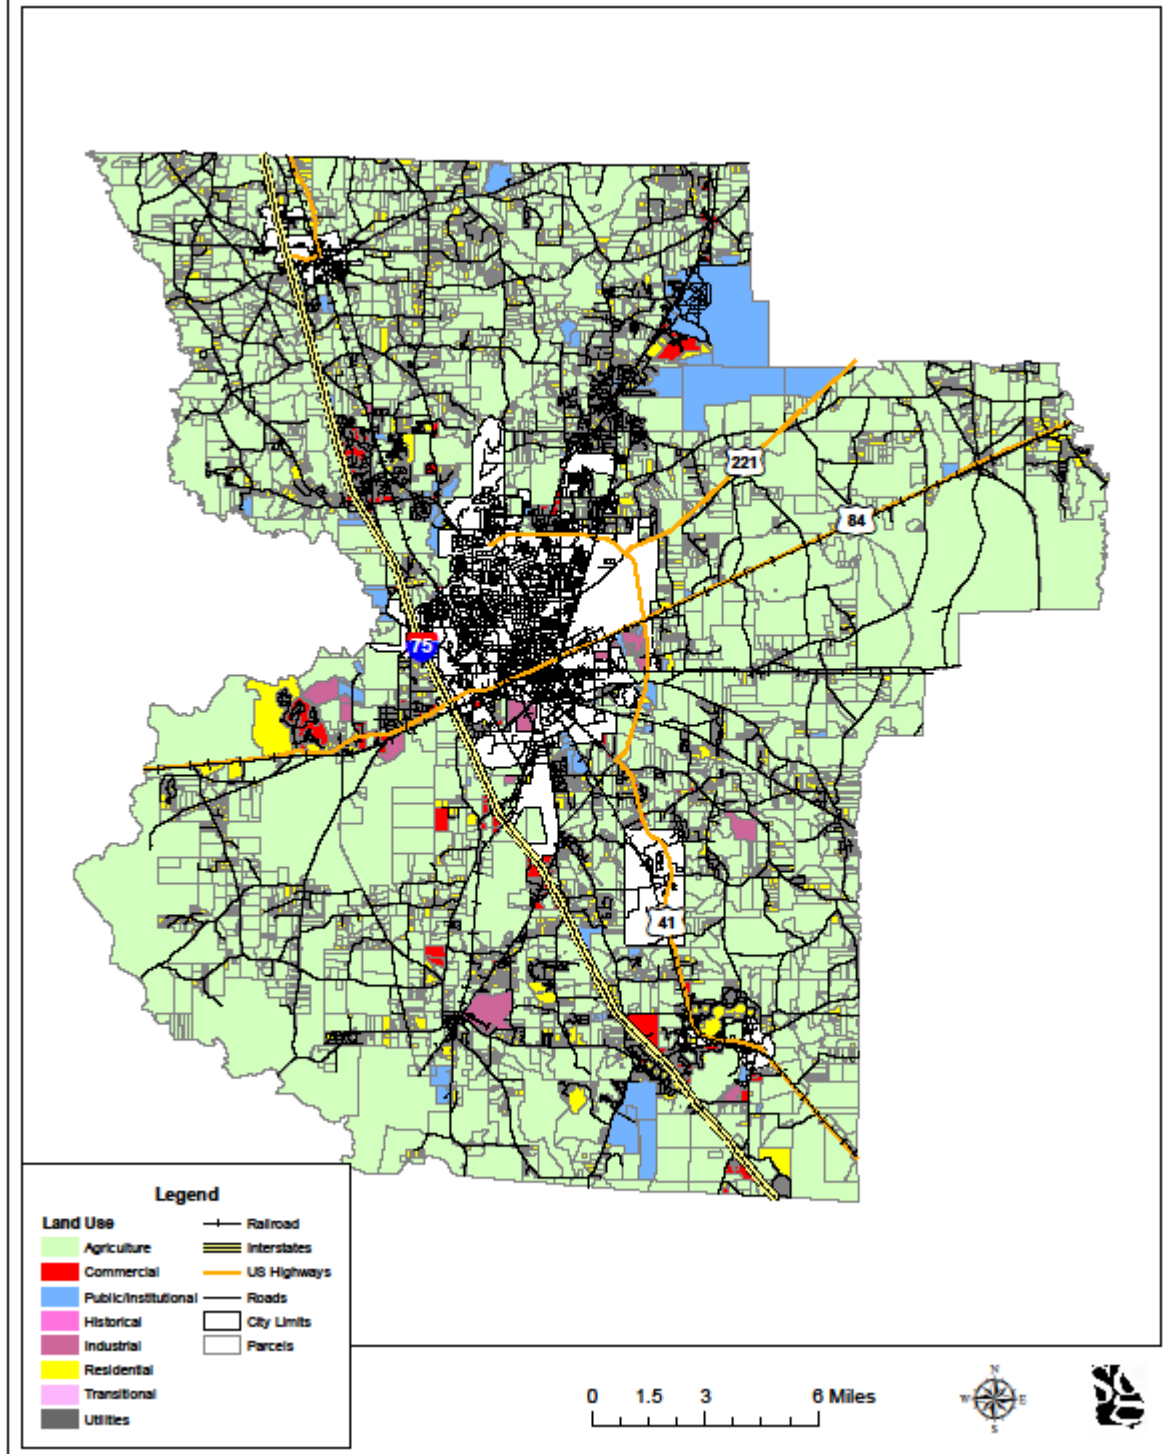 221
84
75
41
Legend
Land Use
Railroad
Agriculture
Interstates
Commercial
US Highways
Public/Institutional
Roads
Historical
City Limits
Industrial
Parcels
Residential
Transitional
Utilities
0 1.5 3 6 Miles
N
W E
S